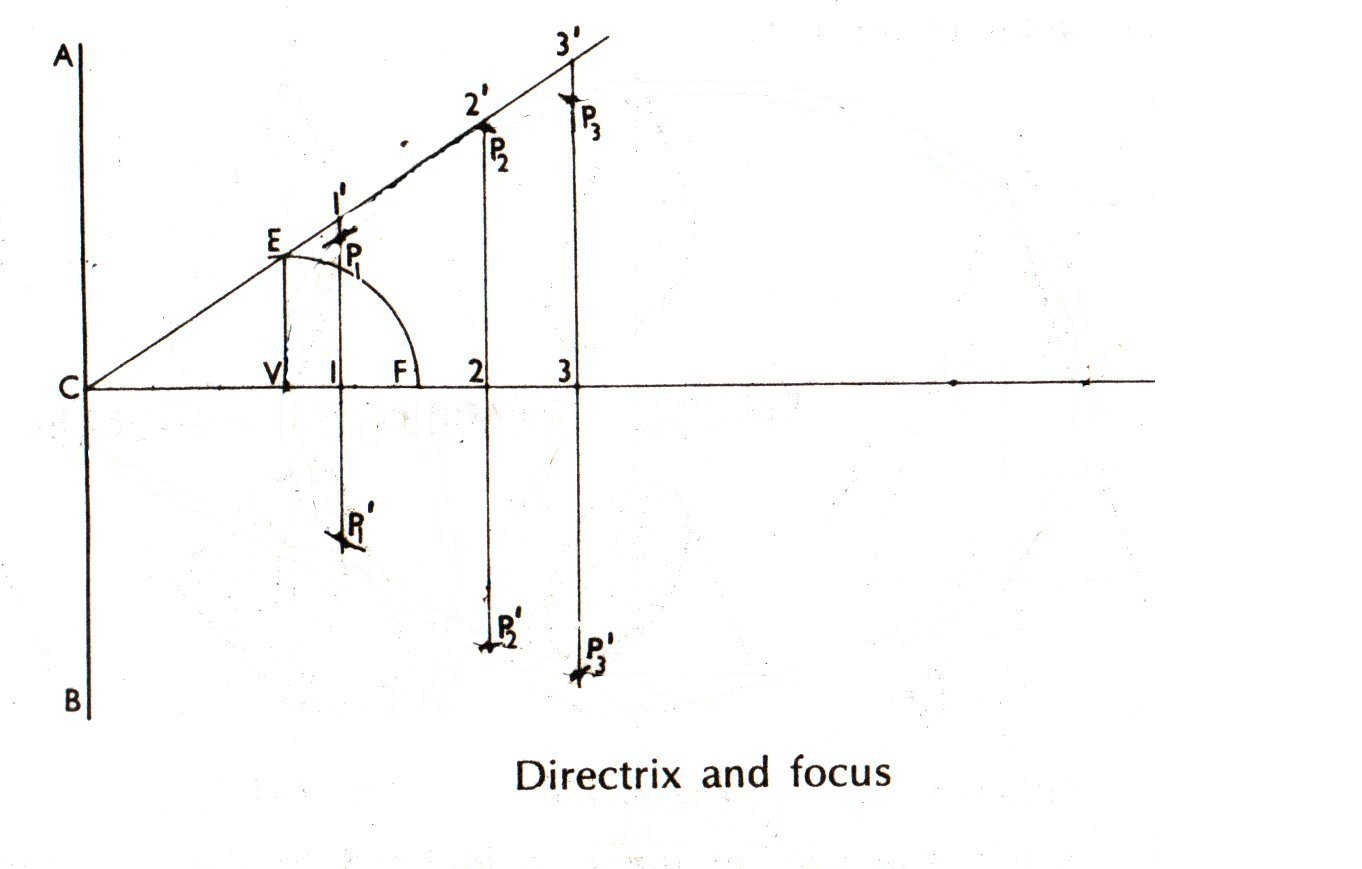 A
3'
2'
P3
P2
1'
E
P1
C
V
1
F
2
3
P1'
P2'
P3'
B
Directrix and focus